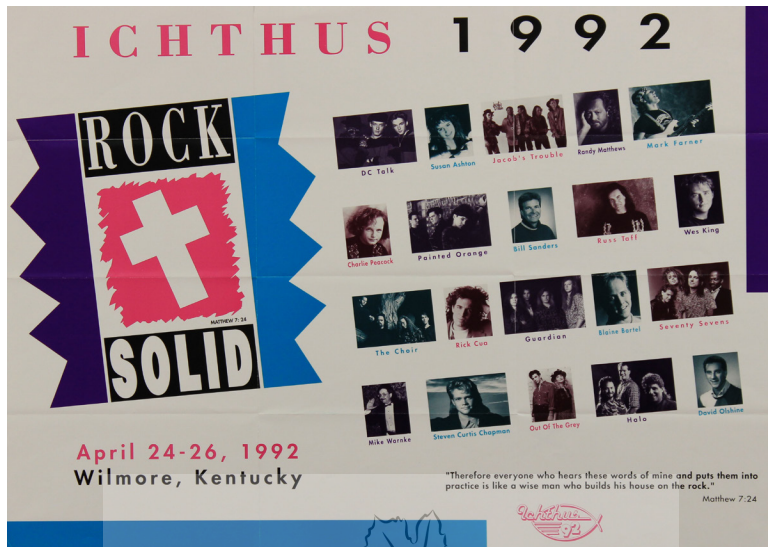 ICHTHUS 1992
ROCK
MATTHEW 7: 24
SOLID
DC Talk
Susan Ashton
Jacob's Trouble
Randy Matthews
Mark Farner
Charlie Peacock
Painted Orange
Bill Sanders
Russ Taff
Wes King
The Choir
Rick Cua
Guardian
Blaine Bartel
Seventy Sevens
Mike Warnke
Steven Curtis Chapman
Out Of The Grey
Halo
David Olshine
April 24-26, 1992
Wilmore, Kentucky
"Therefore everyone who hears these words of mine and puts them into
practice is like a wise man who builds his house on the rock."
Matthew 7:24
Ichthus
92